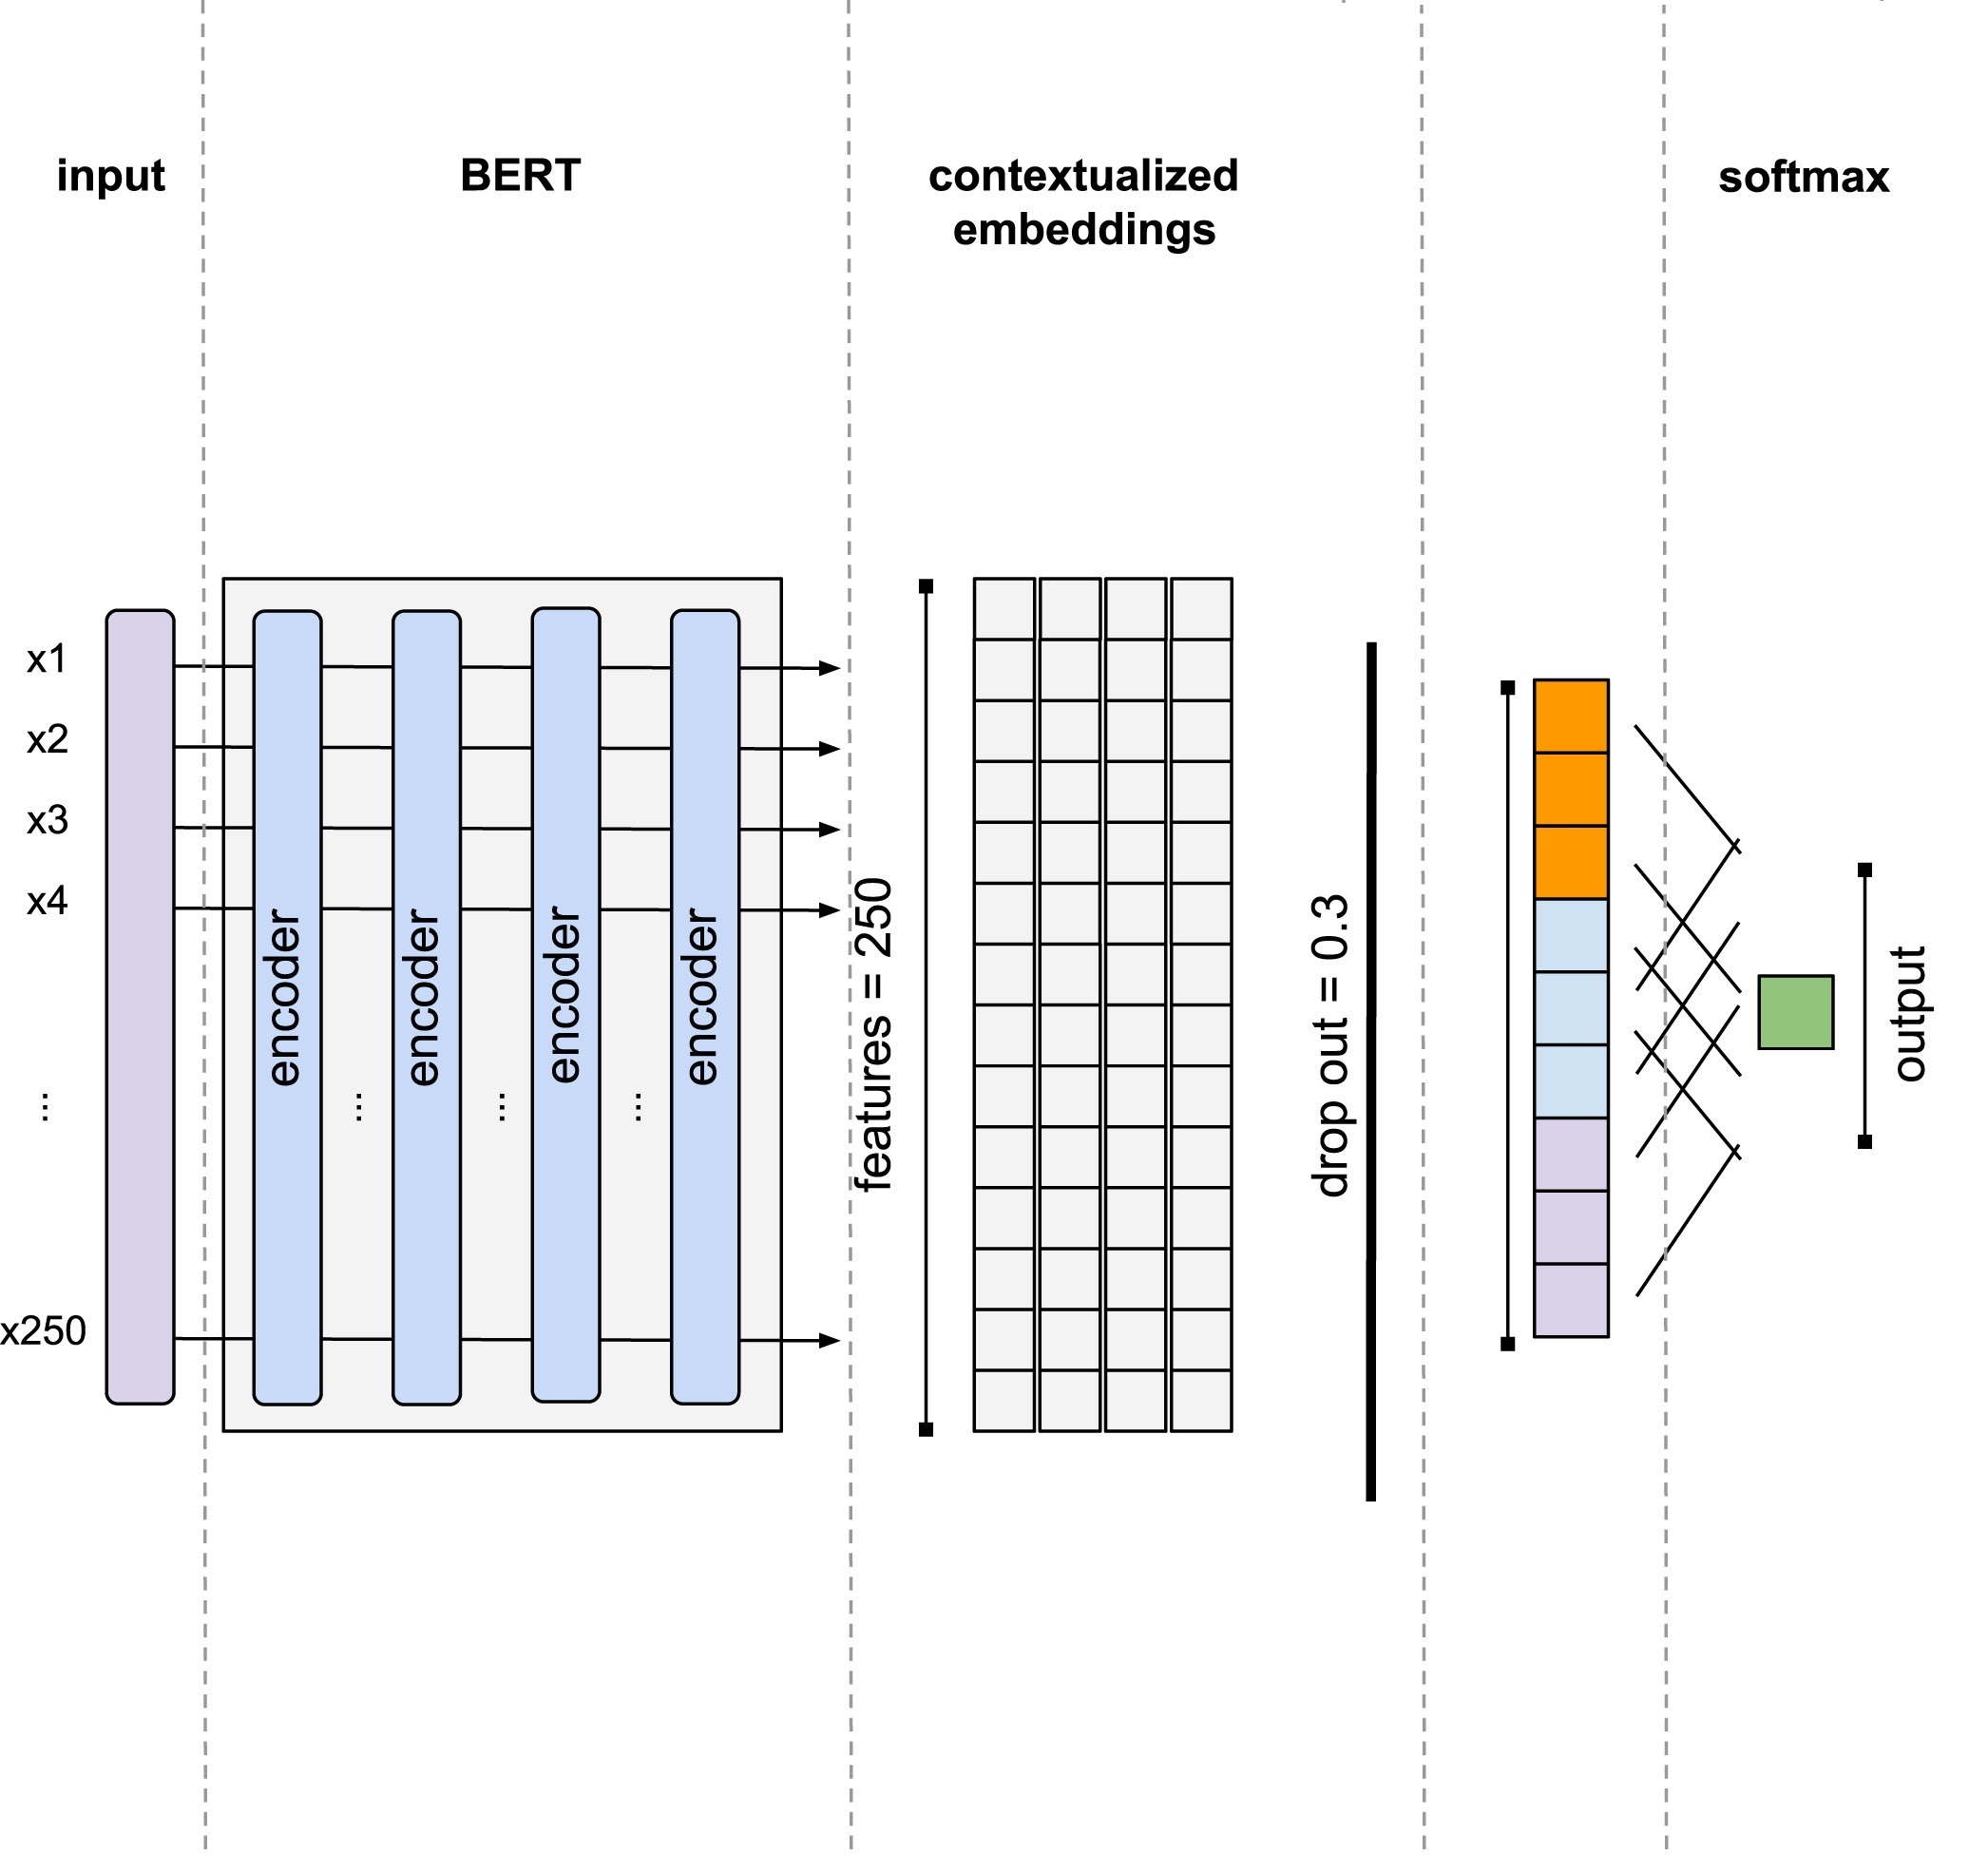 input
BERT
contextualized
embeddings
softmax
x1
x2
x3
x4
⋮
x250
encoder
encoder
encoder
encoder
⋮
⋮
⋮
features = 250
drop out = 0.3
output